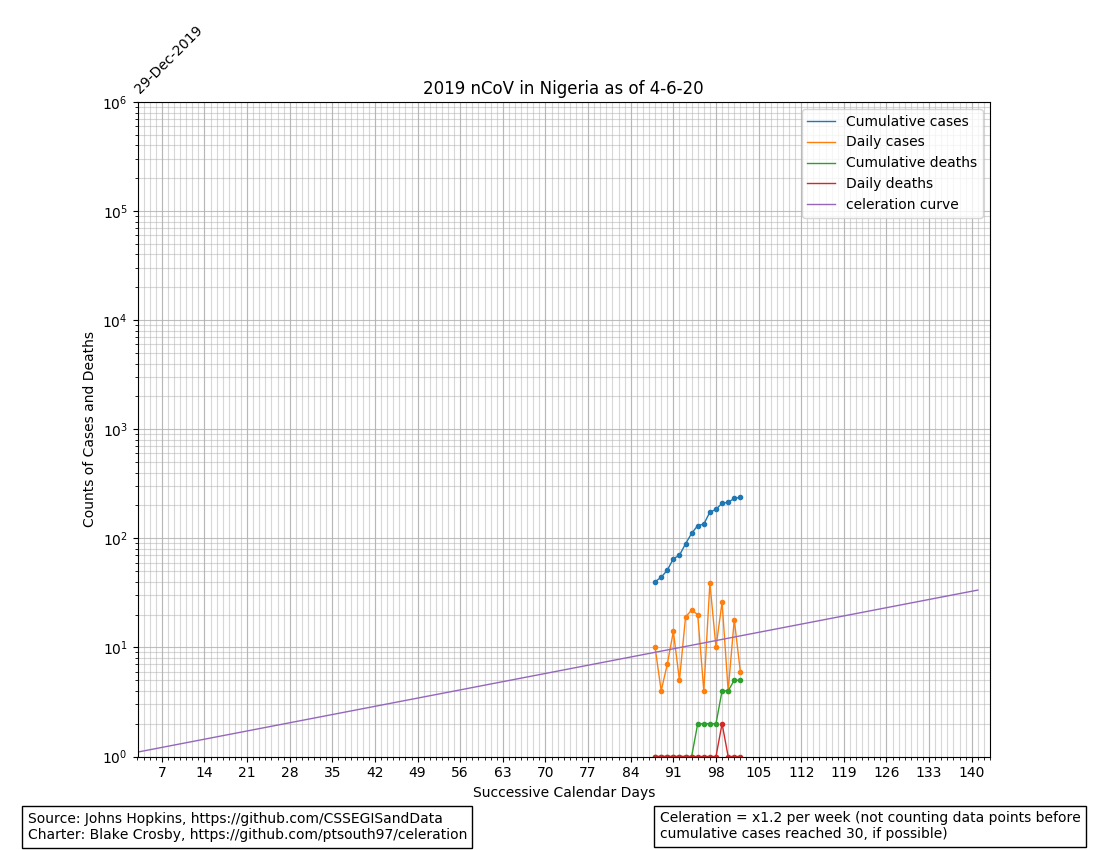 29-Dec-2019
2019 nCoV in Nigeria as of 4-6-20
Cumulative cases
Daily cases
Cumulative deaths
Daily deaths
celeration curve
Counts of Cases and Deaths
10^6
10^5
10^4
10^3
10^2
10^1
10^0
7 14 21 28 35 42 49 56 63 70 77 84 91 98 105 112 119 126 133 140
Successive Calendar Days
Source: Johns Hopkins, https://github.com/CSSEGISandData
Charter: Blake Crosby, https://github.com/ptsouth97/celeration
Celeration = x1.2 per week (not counting data points before
cumulative cases reached 30, if possible)